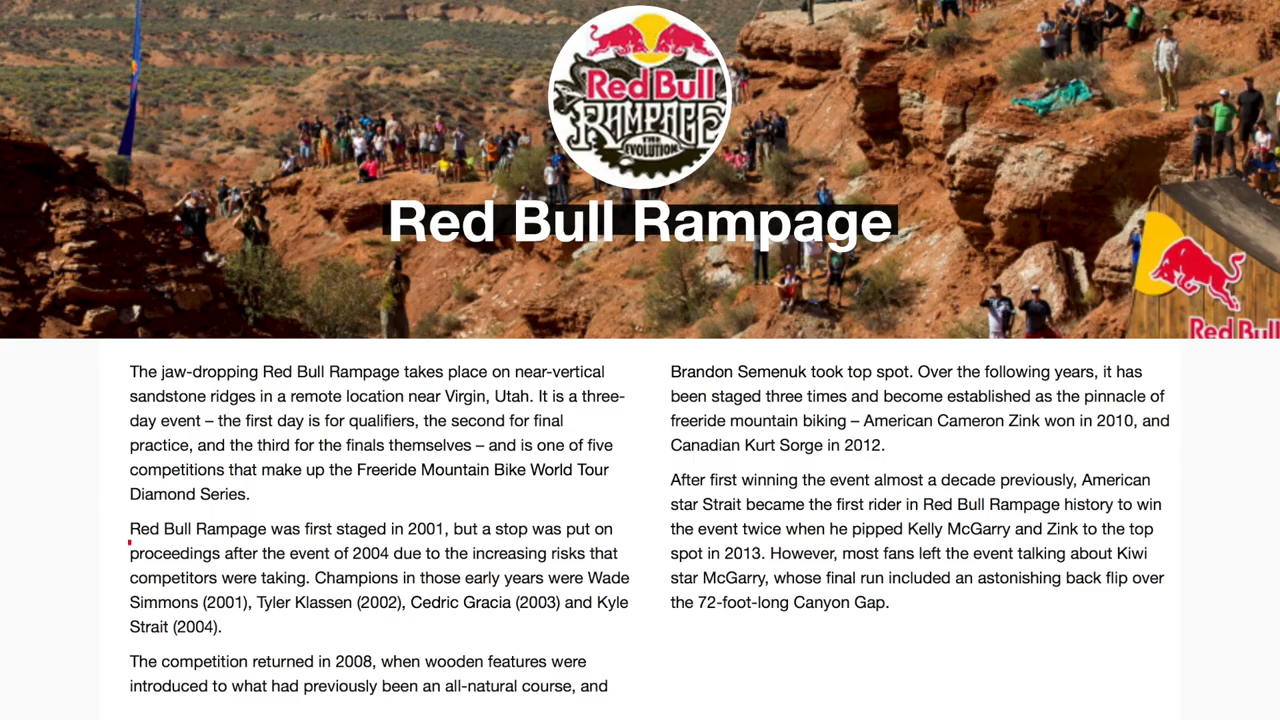 Red Bull
RAMPAGE
THE
EVOLUTION
Red Bull Rampage
Red Bull
The jaw-dropping Red Bull Rampage takes place on near-vertical
sandstone ridges in a remote location near Virgin, Utah. It is a three-
day event – the first day is for qualifiers, the second for final
practice, and the third for the finals themselves – and is one of five
competitions that make up the Freeride Mountain Bike World Tour
Diamond Series.
Red Bull Rampage was first staged in 2001, but a stop was put on
proceedings after the event of 2004 due to the increasing risks that
competitors were taking. Champions in those early years were Wade
Simmons (2001), Tyler Klassen (2002), Cedric Gracia (2003) and Kyle
Strait (2004).
The competition returned in 2008, when wooden features were
introduced to what had previously been an all-natural course, and
Brandon Semenuk took top spot. Over the following years, it has
been staged three times and become established as the pinnacle of
freeride mountain biking – American Cameron Zink won in 2010, and
Canadian Kurt Sorge in 2012.
After first winning the event almost a decade previously, American
star Strait became the first rider in Red Bull Rampage history to win
the event twice when he pipped Kelly McGarry and Zink to the top
spot in 2013. However, most fans left the event talking about Kiwi
star McGarry, whose final run included an astonishing back flip over
the 72-foot-long Canyon Gap.